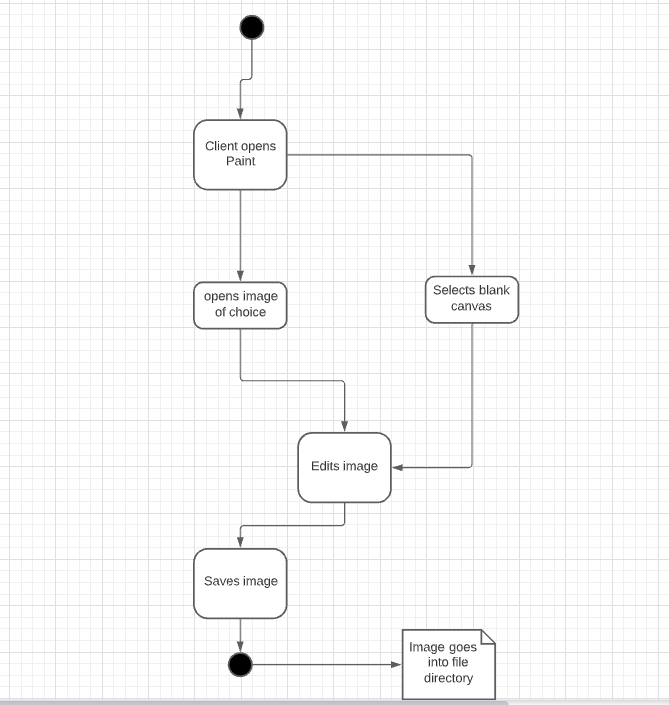 Client opens
Paint
opens image
of choice
Selects blank
canvas
Edits image
Saves image
Image goes
into file
directory